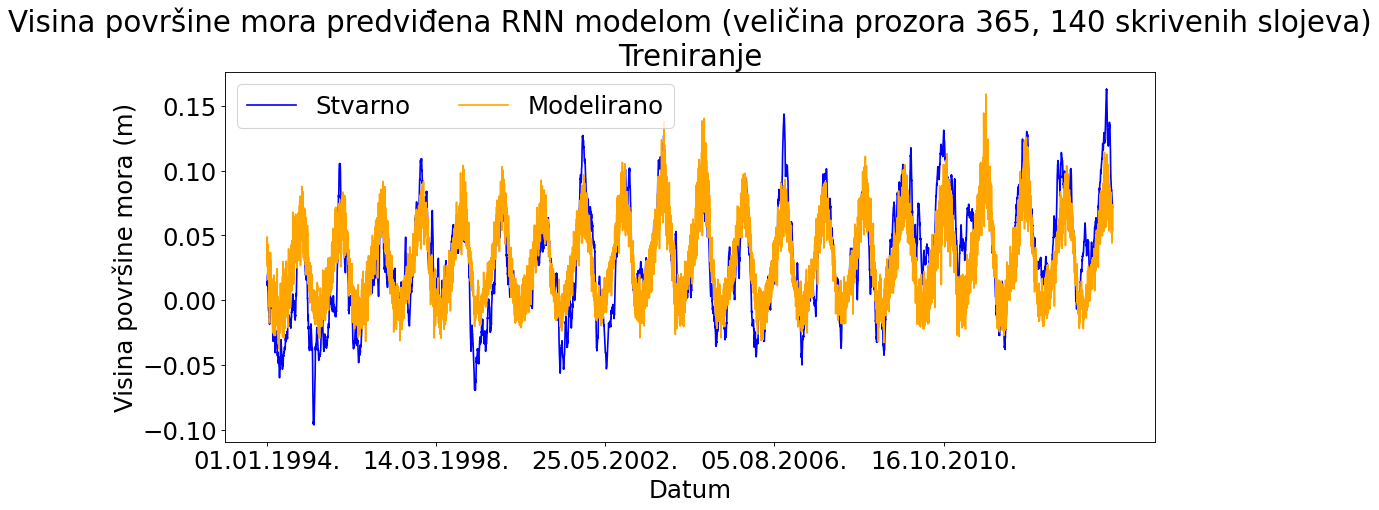 Visina površine mora predviđena RNN modelom (veličina prozora 365, 140 skrivenih slojeva)
Treniranje
Stvarno
Modelirano
Visina površine mora (m)
0.15
0.10
0.05
0.00
−0.05
−0.10
01.01.1994.
14.03.1998.
25.05.2002.
05.08.2006.
16.10.2010.
Datum